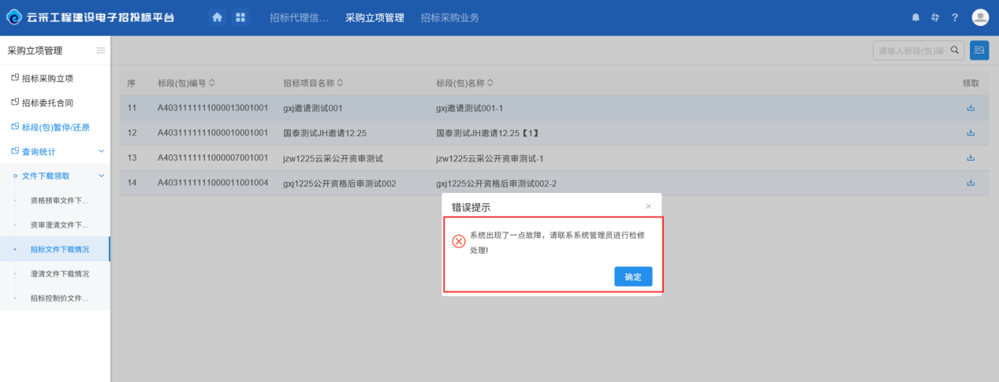 云采工程建设电子招投标平台
招标代理信... 采购立项管理 招标采购业务
采购立项管理
请输入标段(包)编
招标采购立项
招标委托合同
标段(包)暂停/还原
查询统计
文件下载领取
资格预审文件下...
资审澄清文件下...
招标文件下载情况
澄清文件下载情况
招标控制价文件...
序 标段(包)编号 招标项目名称 标段(包)名称 领取
11 A4031111111000013001001 gxj邀请测试001 gxj邀请测试001-1
12 A4031111111000010001001 国泰测试JH邀请12.25 国泰测试JH邀请12.25【1】
13 A4031111111000007001001 jzw1225云采公开资审测试 jzw1225云采公开资审测试-1
14 A4031111111000011001004 gxj1225公开资格后审测试002 gxj1225公开资格后审测试002-2
错误提示
系统出现了一点故障，请联系系统管理员进行检修
处理!
确定